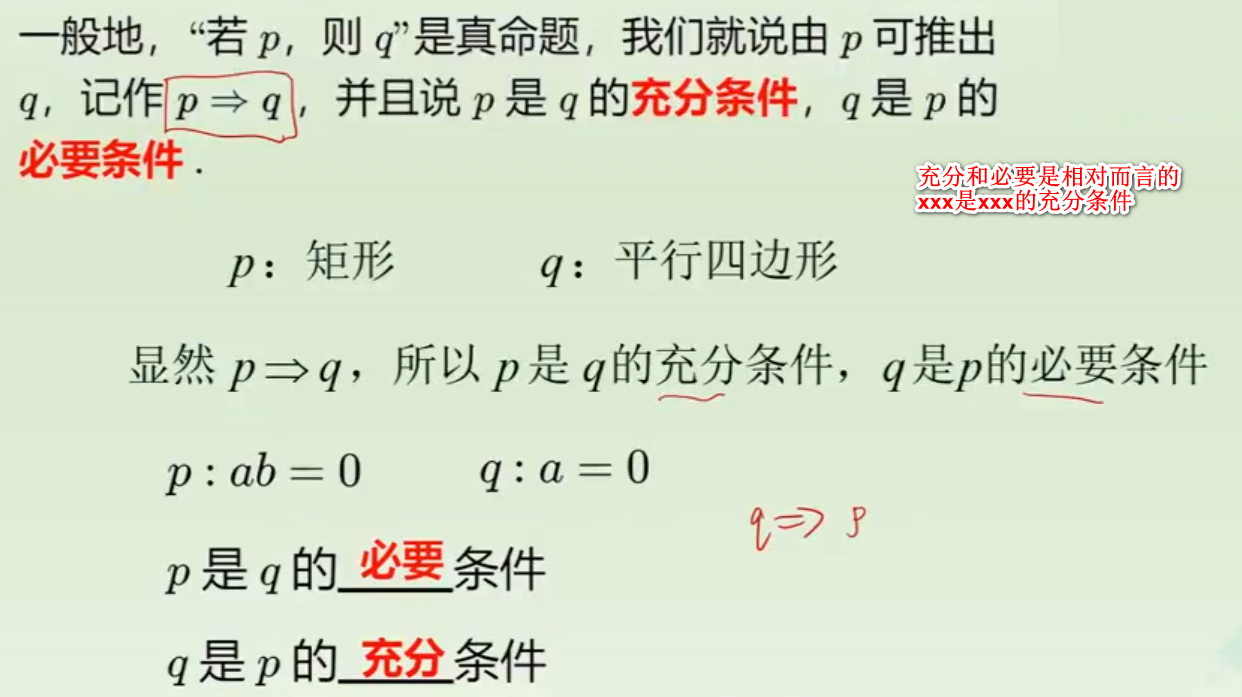 一般地，“若 p，则 q”是真命题，我们就说由 p 可推出
q，记作 p ⇒ q，并且说 p 是 q 的充分条件，q 是 p 的
必要条件 .
充分和必要是相对而言的
xxx是xxx的充分条件
p：矩形 q：平行四边形
显然 p⇒q，所以 p是 q的充分条件，q是p的必要条件
p : ab = 0 q : a = 0
q⇒p
p 是 q 的 必要 条件
q 是 p 的 充分 条件